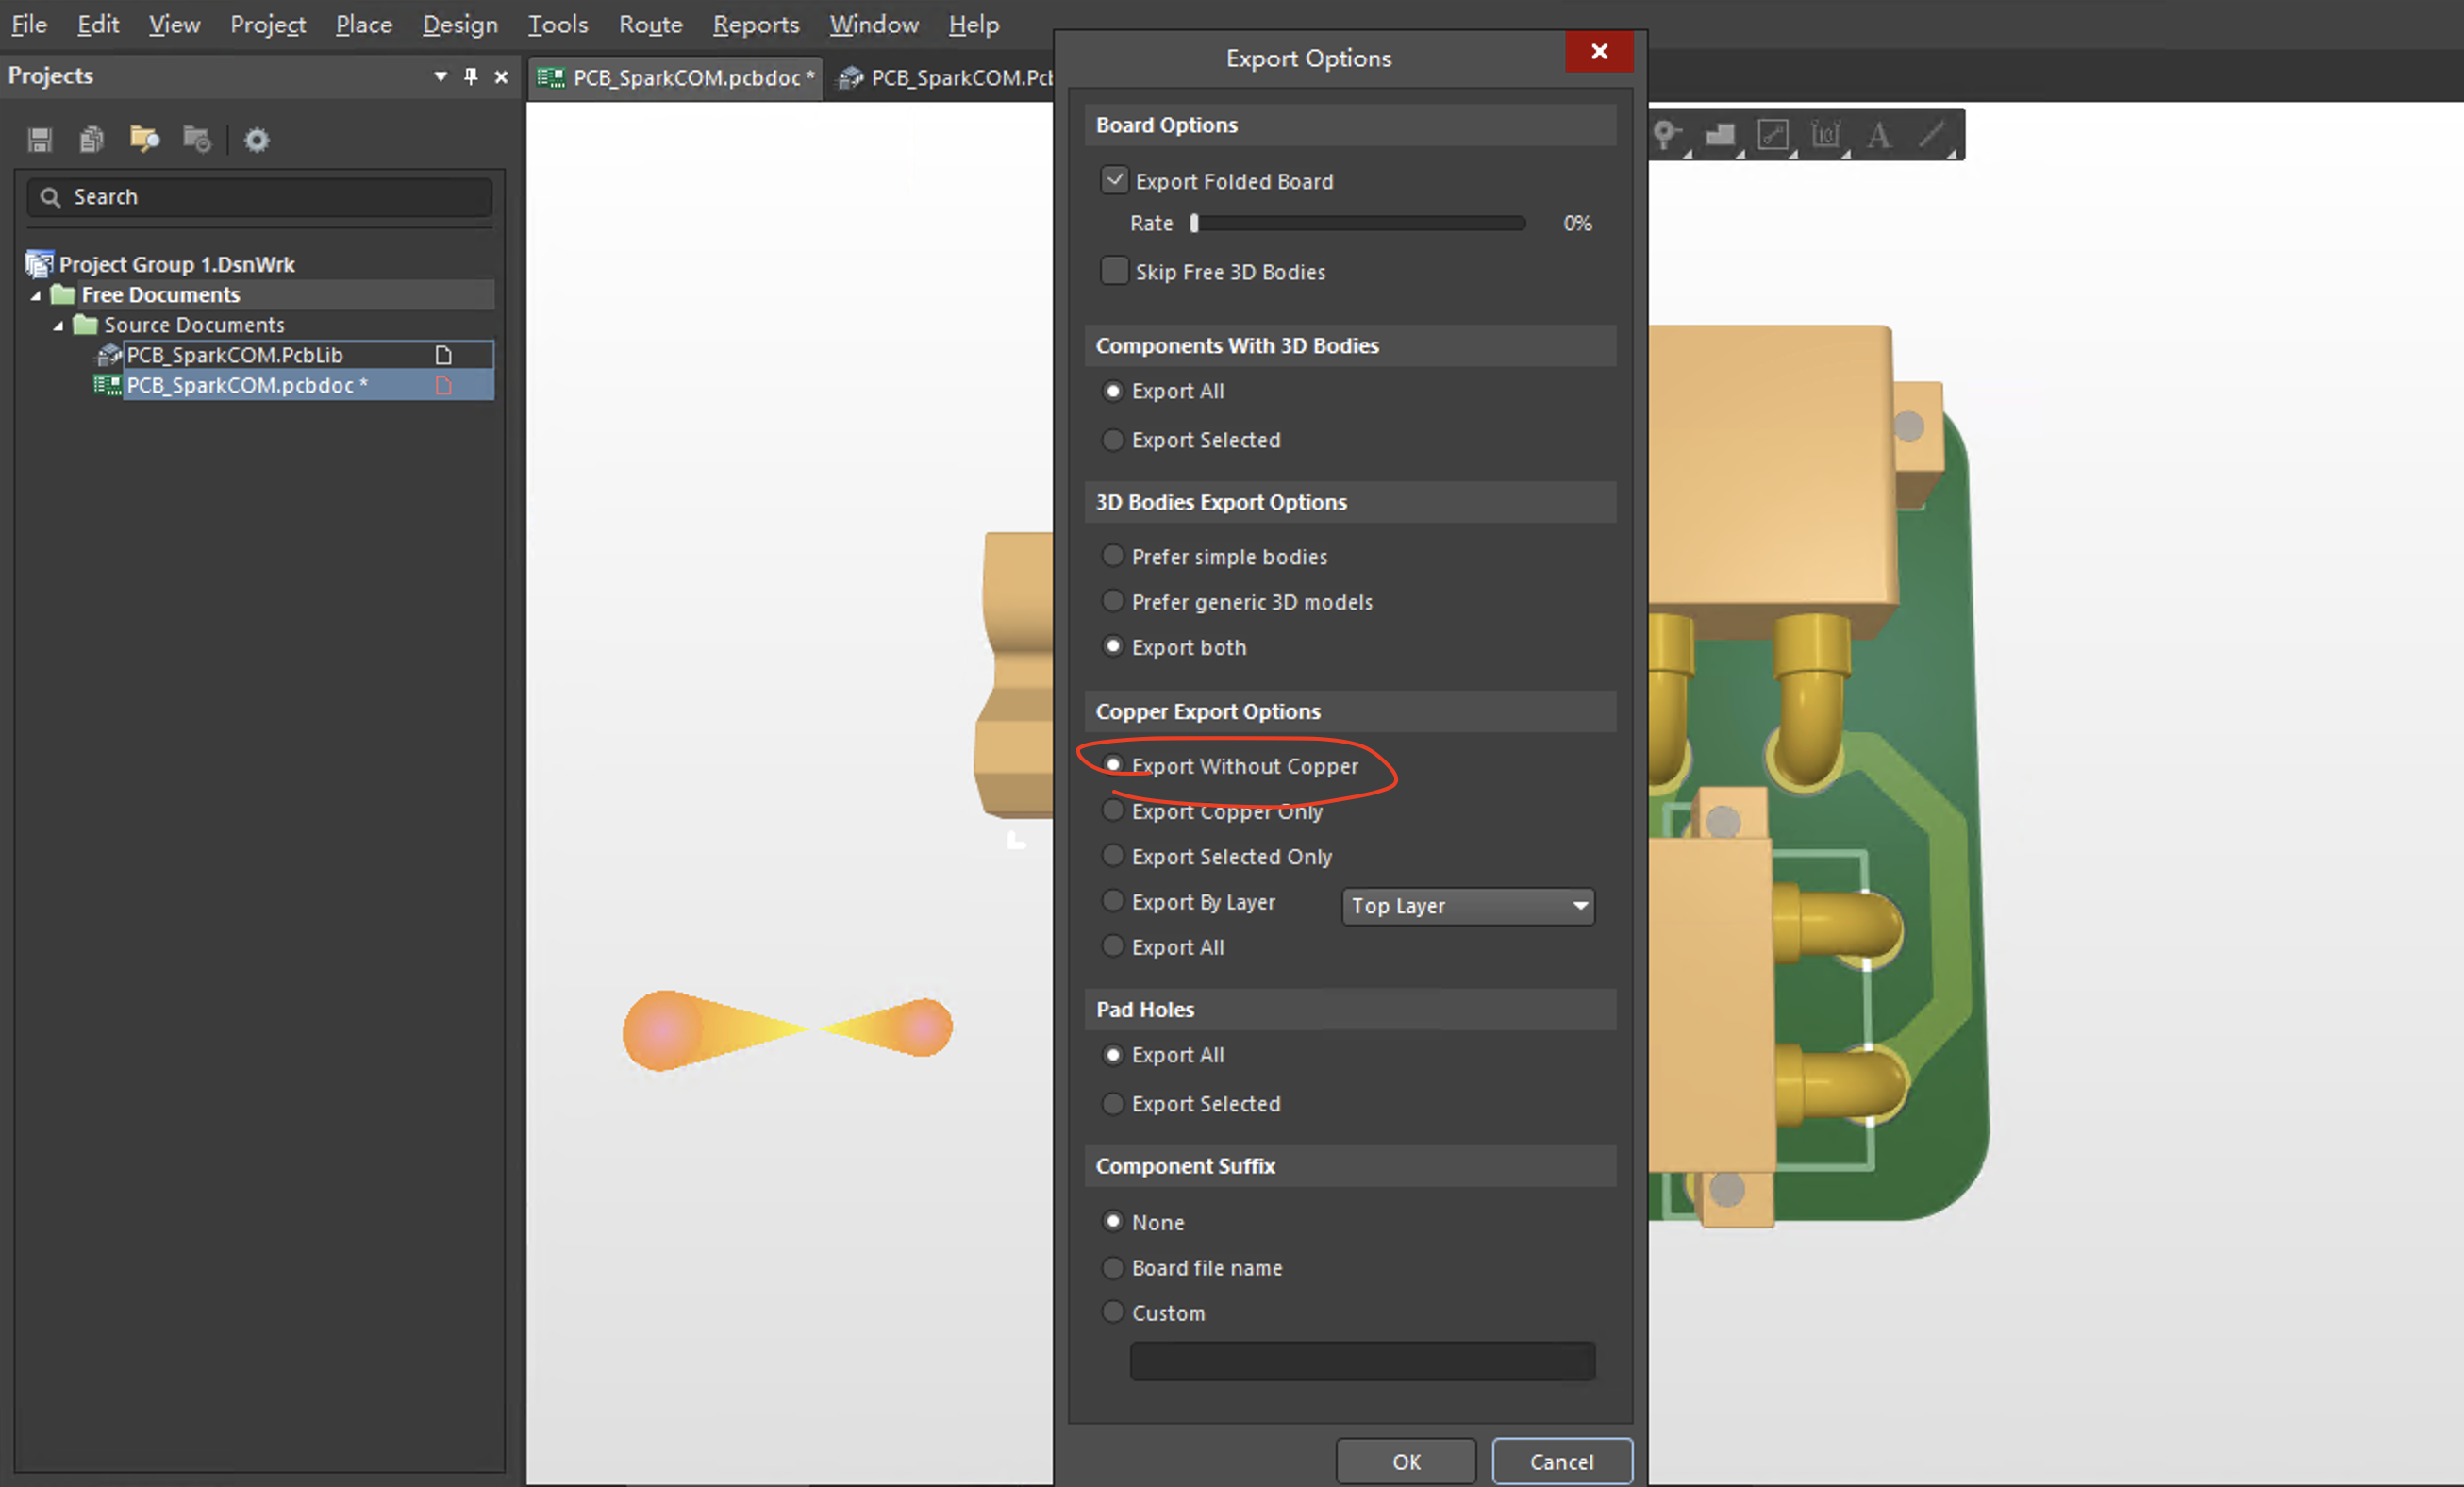 File Edit View Project Place Design Tools Route Reports Window Help
Projects
PCB_SparkCOM.pcbdoc * PCB_SparkCOM.Pcb
Search
Project Group 1.DsnWrk
Free Documents
Source Documents
PCB_SparkCOM.PcbLib
PCB_SparkCOM.pcbdoc *
Export Options
Board Options
Export Folded Board
Rate 0%
Skip Free 3D Bodies
Components With 3D Bodies
Export All
Export Selected
3D Bodies Export Options
Prefer simple bodies
Prefer generic 3D models
Export both
Copper Export Options
Export Without Copper
Export Copper Only
Export Selected Only
Export By Layer Top Layer
Export All
Pad Holes
Export All
Export Selected
Component Suffix
None
Board file name
Custom
OK Cancel
A